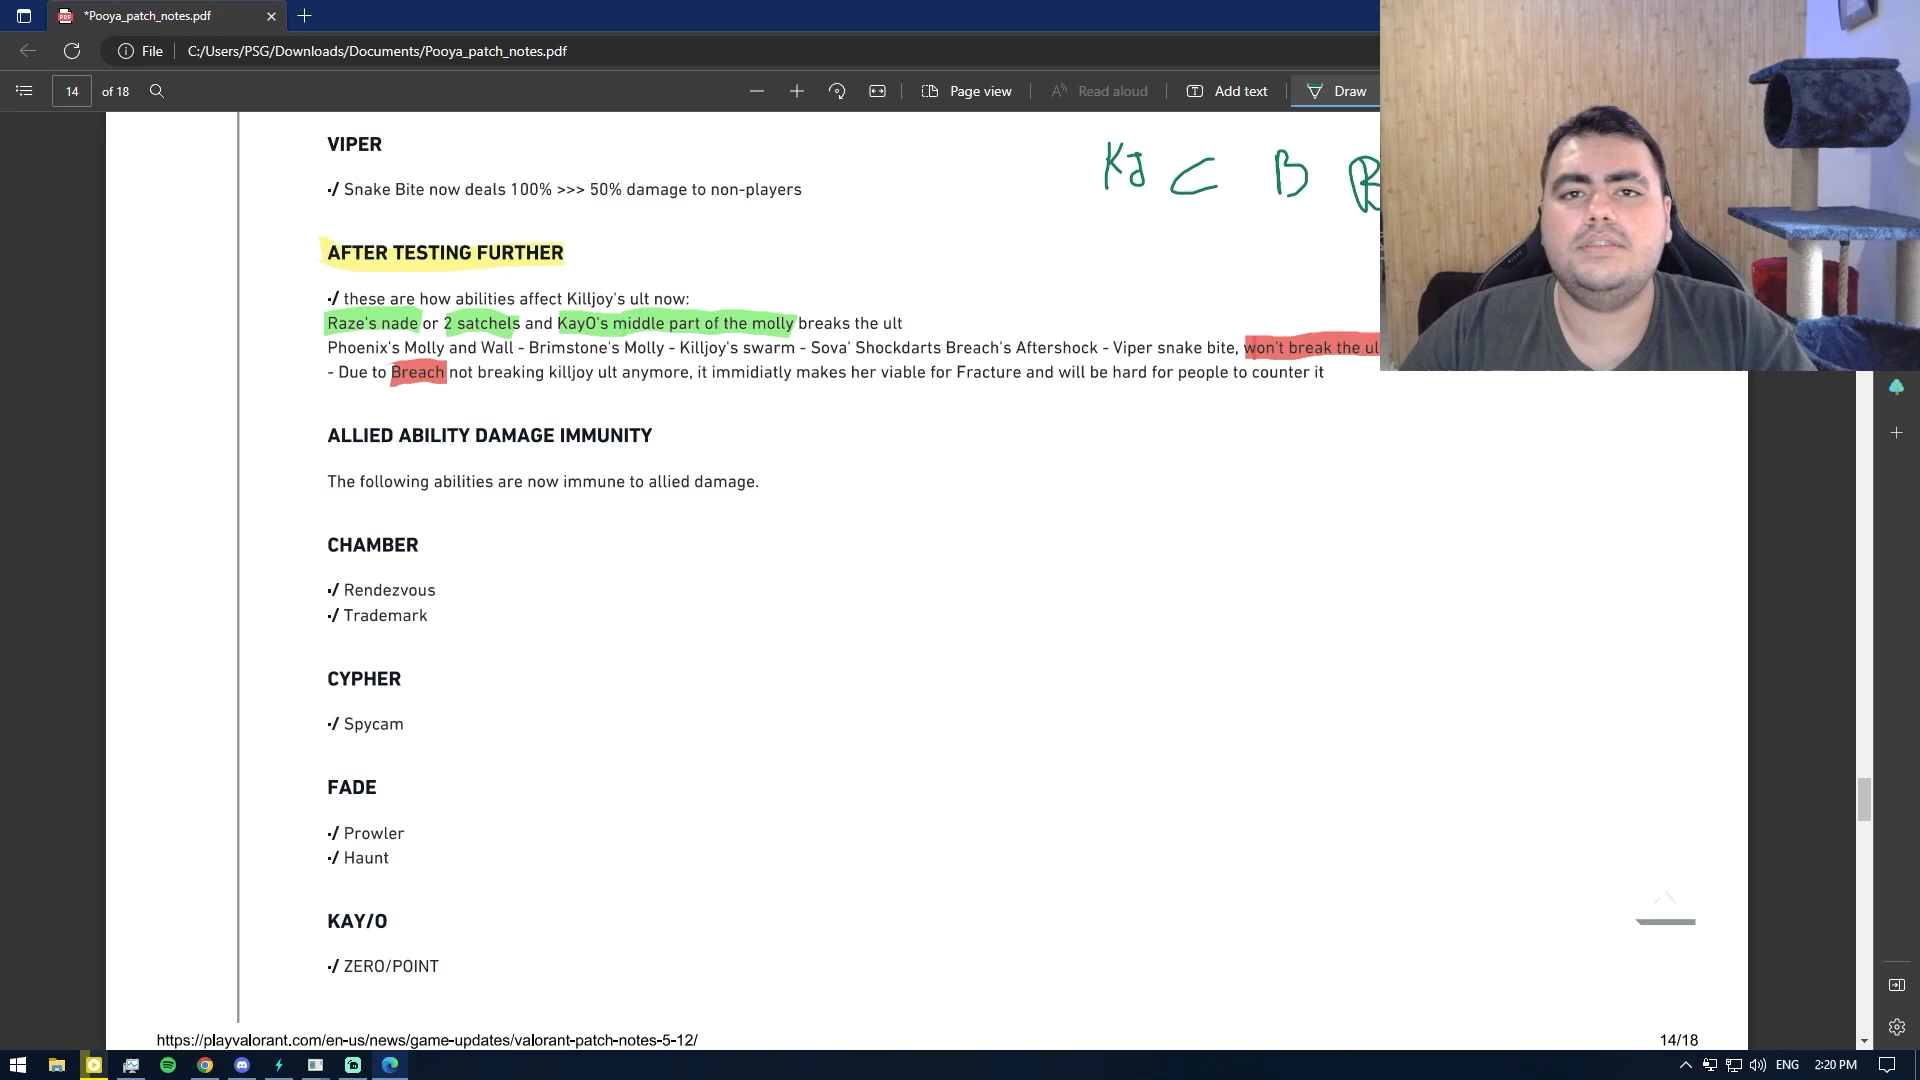 *Pooya_patch_notes.pdf
File C:/Users/PSG/Downloads/Documents/Pooya_patch_notes.pdf
14 of 18 Page view Read aloud Add text Draw
VIPER
KJ C B R
Snake Bite now deals 100% >>> 50% damage to non-players
AFTER TESTING FURTHER
these are how abilities affect Killjoy's ult now:
Raze's nade or 2 satchels and KayO's middle part of the molly breaks the ult
Phoenix's Molly and Wall - Brimstone's Molly - Killjoy's swarm - Sova' Shockdarts Breach's Aftershock - Viper snake bite, won't break the ul
- Due to Breach not breaking killjoy ult anymore, it immidiatly makes her viable for Fracture and will be hard for people to counter it
ALLIED ABILITY DAMAGE IMMUNITY
The following abilities are now immune to allied damage.
CHAMBER
Rendezvous
Trademark
CYPHER
Spycam
FADE
Prowler
Haunt
KAY/O
ZERO/POINT
https://playvalorant.com/en-us/news/game-updates/valorant-patch-notes-5-12/ 14/18
ENG 2:20 PM